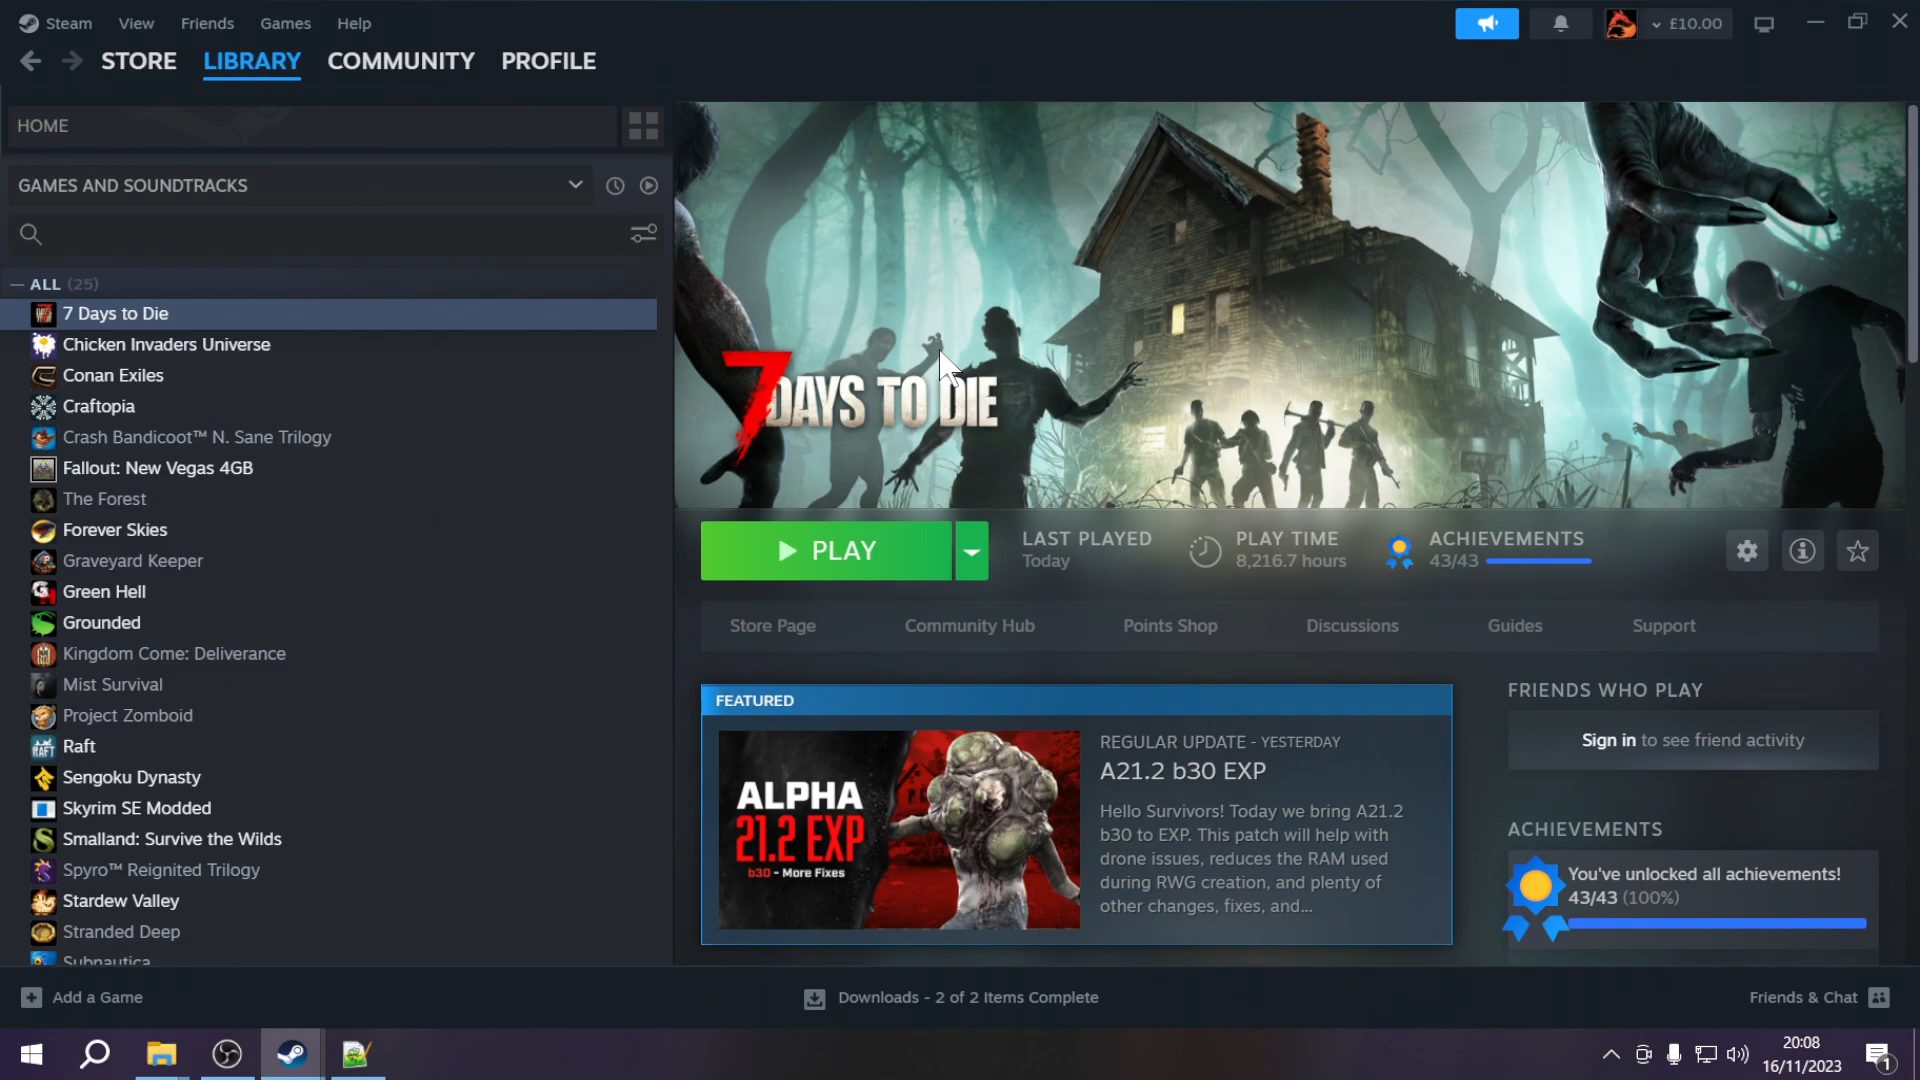 Steam View Friends Games Help £10.00
STORE LIBRARY COMMUNITY PROFILE
HOME
GAMES AND SOUNDTRACKS
— ALL (25)
7 Days to Die
Chicken Invaders Universe
Conan Exiles
Craftopia
Crash Bandicoot™ N. Sane Trilogy
Fallout: New Vegas 4GB
The Forest
Forever Skies
Graveyard Keeper
Green Hell
Grounded
Kingdom Come: Deliverance
Mist Survival
Project Zomboid
Raft
Sengoku Dynasty
Skyrim SE Modded
Smalland: Survive the Wilds
Spyro™ Reignited Trilogy
Stardew Valley
Stranded Deep
Subnautica
7 DAYS TO DIE
PLAY
LAST PLAYED
Today
PLAY TIME
8,216.7 hours
ACHIEVEMENTS
43/43
Store Page Community Hub Points Shop Discussions Guides Support
FEATURED
ALPHA
21.2 EXP
b30 - More Fixes
REGULAR UPDATE - YESTERDAY
A21.2 b30 EXP
Hello Survivors! Today we bring A21.2
b30 to EXP. This patch will help with
drone issues, reduces the RAM used
during RWG creation, and plenty of
other changes, fixes, and...
FRIENDS WHO PLAY
Sign in to see friend activity
ACHIEVEMENTS
You've unlocked all achievements!
43/43 (100%)
Add a Game
Downloads - 2 of 2 Items Complete
Friends & Chat
20:08
16/11/2023
1